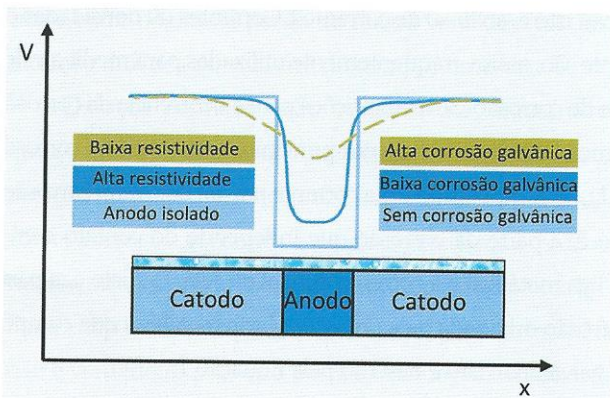 V
Baixa resistividade
Alta resistividade
Anodo isolado
Alta corrosão galvânica
Baixa corrosão galvânica
Sem corrosão galvânica
Catodo
Anodo
Catodo
x